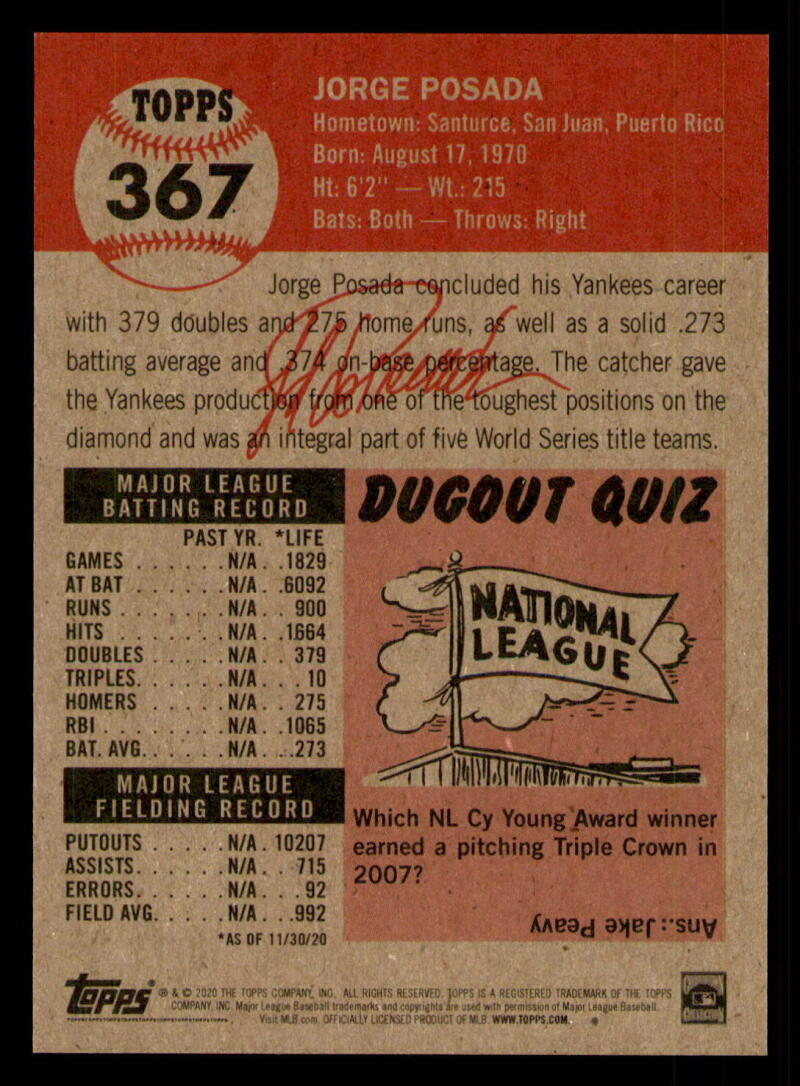 TOPPS
367
JORGE POSADA
Hometown: Santurce, San Juan, Puerto Rico
Born: August 17, 1970
Ht: 6'2" — Wt.: 215
Bats: Both — Throws: Right
Jorge Posada concluded his Yankees career
with 379 doubles and 275 home runs, as well as a solid .273
batting average and .374 on-base percentage. The catcher gave
the Yankees production from one of the toughest positions on the
diamond and was an integral part of five World Series title teams.
MAJOR LEAGUE
BATTING RECORD
PAST YR. *LIFE
GAMES . . . . . . N/A . .1829
AT BAT . . . . . . N/A. .6092
RUNS . . . . . . . N/A. . 900
HITS . . . . . . . N/A. .1664
DOUBLES . . . . . N/A. . 379
TRIPLES. . . . . . N/A. . . 10
HOMERS . . . . . N/A. . 275
RBI . . . . . . . . N/A. .1065
BAT. AVG. . . . . N/A. . .273
MAJOR LEAGUE
FIELDING RECORD
PUTOUTS . . . . . N/A. 10207
ASSISTS. . . . . . N/A. . 715
ERRORS. . . . . . N/A. . . 92
FIELD AVG. . . . . N/A. . .992
*AS OF 11/30/20
DUGOUT QUIZ
NATIONAL
LEAGUE
Which NL Cy Young Award winner
earned a pitching Triple Crown in
2007?
Ans.: Jake Peavy
Topps
® & © 2020 THE TOPPS COMPANY, INC. ALL RIGHTS RESERVED. TOPPS IS A REGISTERED TRADEMARK OF THE TOPPS
COMPANY, INC. Major League Baseball trademarks and copyrights are used with permission of Major League Baseball.
Visit MLB.com. OFFICIALLY LICENSED PRODUCT OF MLB. WWW.TOPPS.COM.